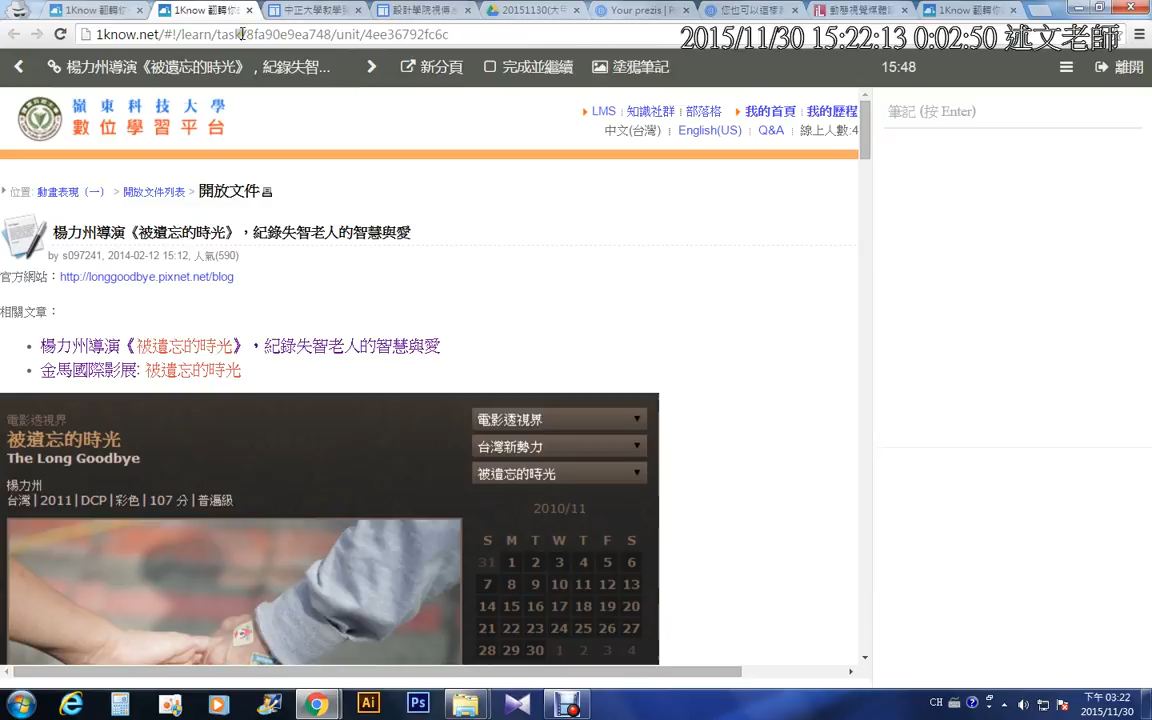 1Know 翻轉你
1Know 翻轉你
中正大學教學
設計學院視傳
20151130(大甲
Your prezis |
您也可以這樣
動態視覺媒體
1Know 翻轉你
1know.net/#!/learn/task/8fa90e9ea748/unit/4ee36792fc6c
2015/11/30 15:22:13 0:02:50 述文老師
楊力州導演《被遺忘的時光》，紀錄失智...
新分頁
完成並繼續
塗鴉筆記
15:48
離開
嶺東科技大學
數位學習平台
LMS 知識社群 部落格 我的首頁 我的歷程
中文(台灣) English(US) Q&A 線上人數:4
筆記 (按 Enter)
位置: 動畫表現（一） > 開放文件列表 > 開放文件
楊力州導演《被遺忘的時光》，紀錄失智老人的智慧與愛
by s097241, 2014-02-12 15:12, 人氣(590)
官方網站：http://longgoodbye.pixnet.net/blog
相關文章：
楊力州導演《被遺忘的時光》，紀錄失智老人的智慧與愛
金馬國際影展: 被遺忘的時光
電影透視界
被遺忘的時光
The Long Goodbye
楊力州
台灣 | 2011 | DCP | 彩色 | 107 分 | 普遍級
電影透視界
台灣新勢力
被遺忘的時光
2010/11
S M T W T F S
31 1 2 3 4 5 6
7 8 9 10 11 12 13
14 15 16 17 18 19 20
21 22 23 24 25 26 27
28 29 30 1 2 3 4
Ai
Ps
CH
下午 03:22
2015/11/30